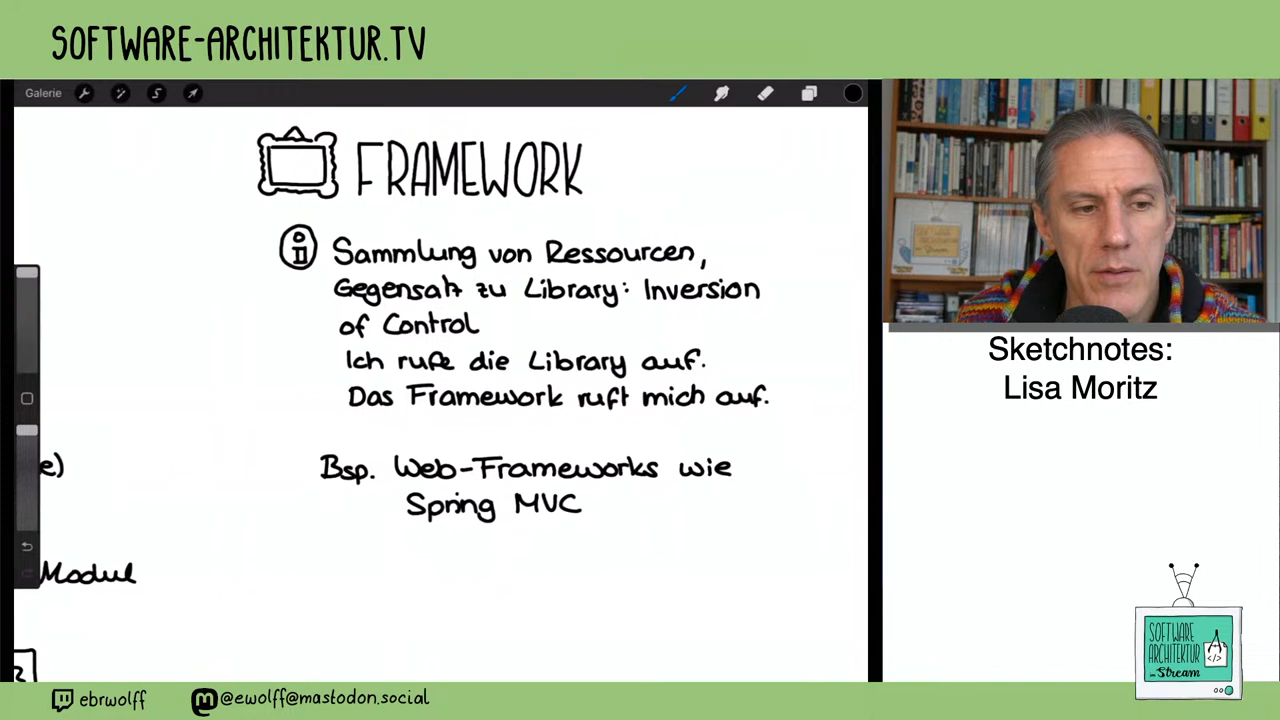 SOFTWARE-ARCHITEKTUR.TV
Galerie
FRAMEWORK
Sammlung von Ressourcen,
Gegensatz zu Library: Inversion
of Control
Ich rufe die Library auf.
Das Framework ruft mich auf.
e)
Bsp. Web-Frameworks wie
Spring MVC
Modul
Sketchnotes:
Lisa Moritz
SOFTWARE
ARCHITEKTUR
im Stream
</>
ebrwolff
@ewolff@mastodon.social